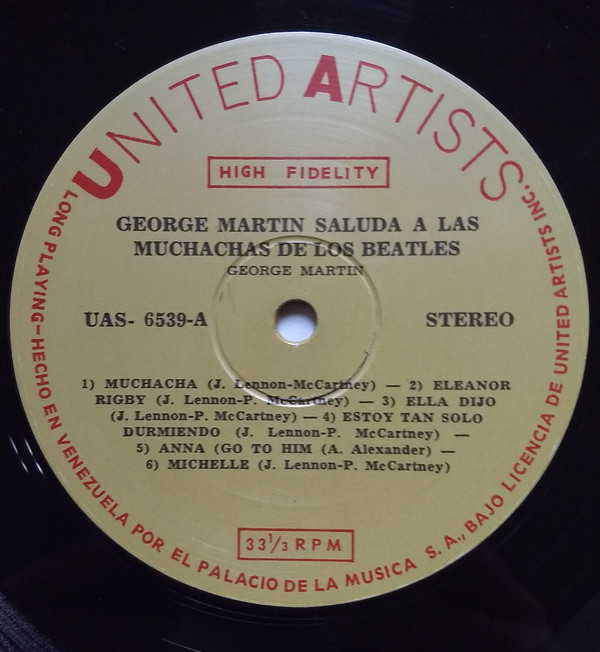 UNITED ARTISTS
HIGH FIDELITY
GEORGE MARTIN SALUDA A LAS
MUCHACHAS DE LOS BEATLES
GEORGE MARTIN
UAS- 6539-A
STEREO
1) MUCHACHA (J. Lennon-McCartney) — 2) ELEANOR
RIGBY (J. Lennon-P. McCartney) — 3) ELLA DIJO
(J. Lennon-P. McCartney) — 4) ESTOY TAN SOLO
DURMIENDO (J. Lennon-P. McCartney) —
5) ANNA (GO TO HIM (A. Alexander) —
6) MICHELLE (J. Lennon-P. McCartney)
33 1/3 RPM
LONG PLAYING-HECHO EN VENEZUELA POR EL PALACIO DE LA MUSICA S. A., BAJO LICENCIA DE UNITED ARTISTS INC.